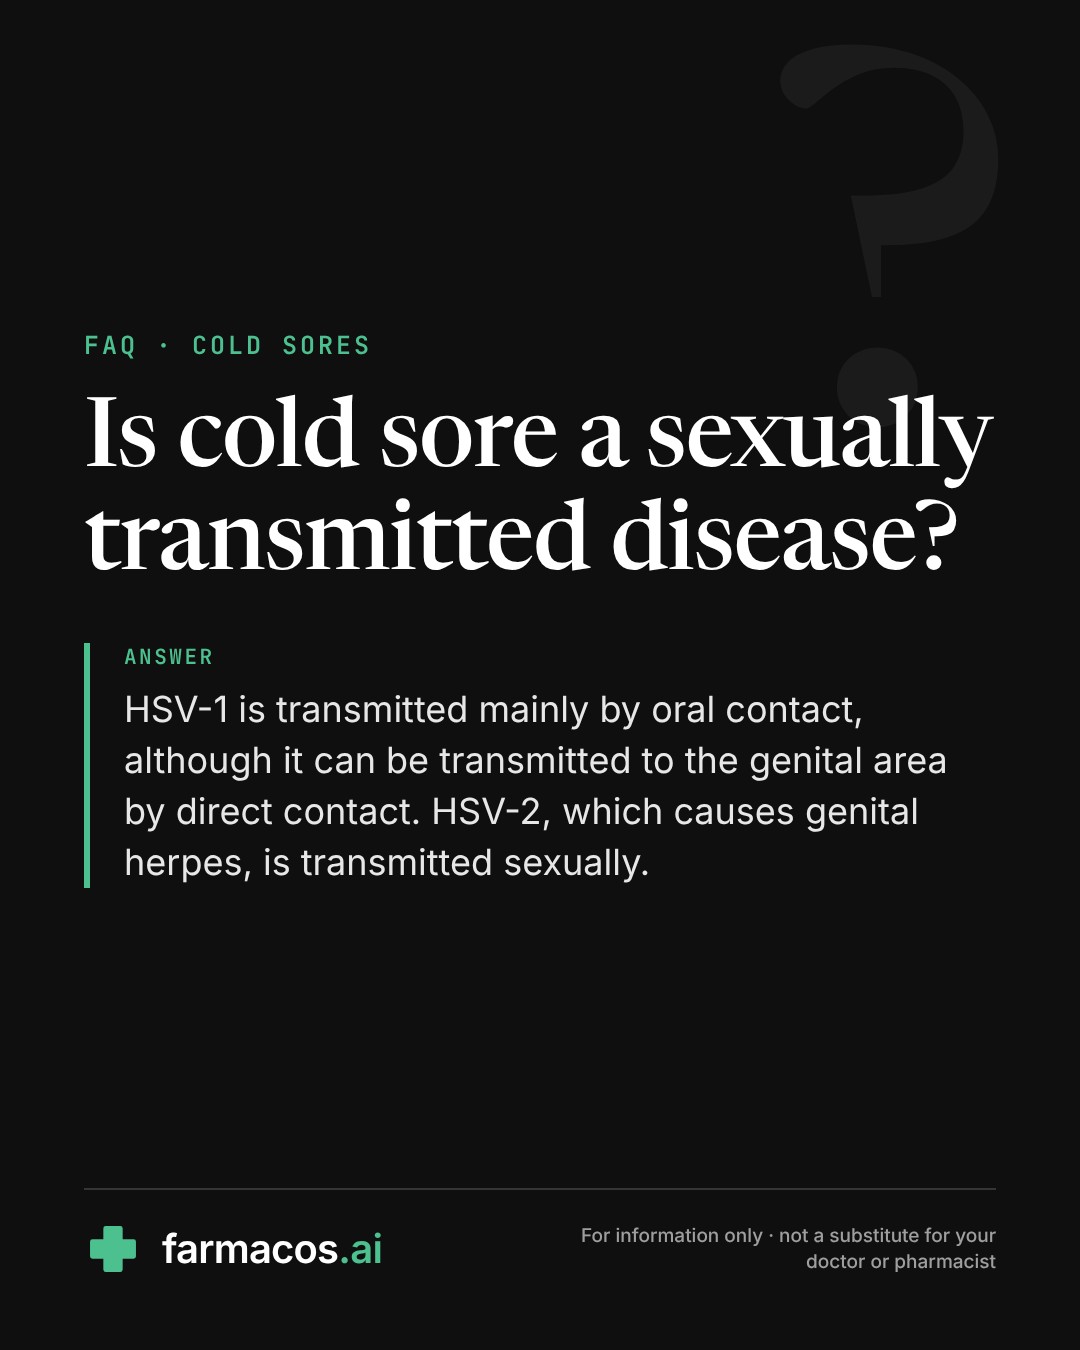 ?
FAQ · COLD SORES
Is cold sore a sexually
transmitted disease?
ANSWER
HSV-1 is transmitted mainly by oral contact,
although it can be transmitted to the genital area
by direct contact. HSV-2, which causes genital
herpes, is transmitted sexually.
farmacos.ai
For information only · not a substitute for your
doctor or pharmacist